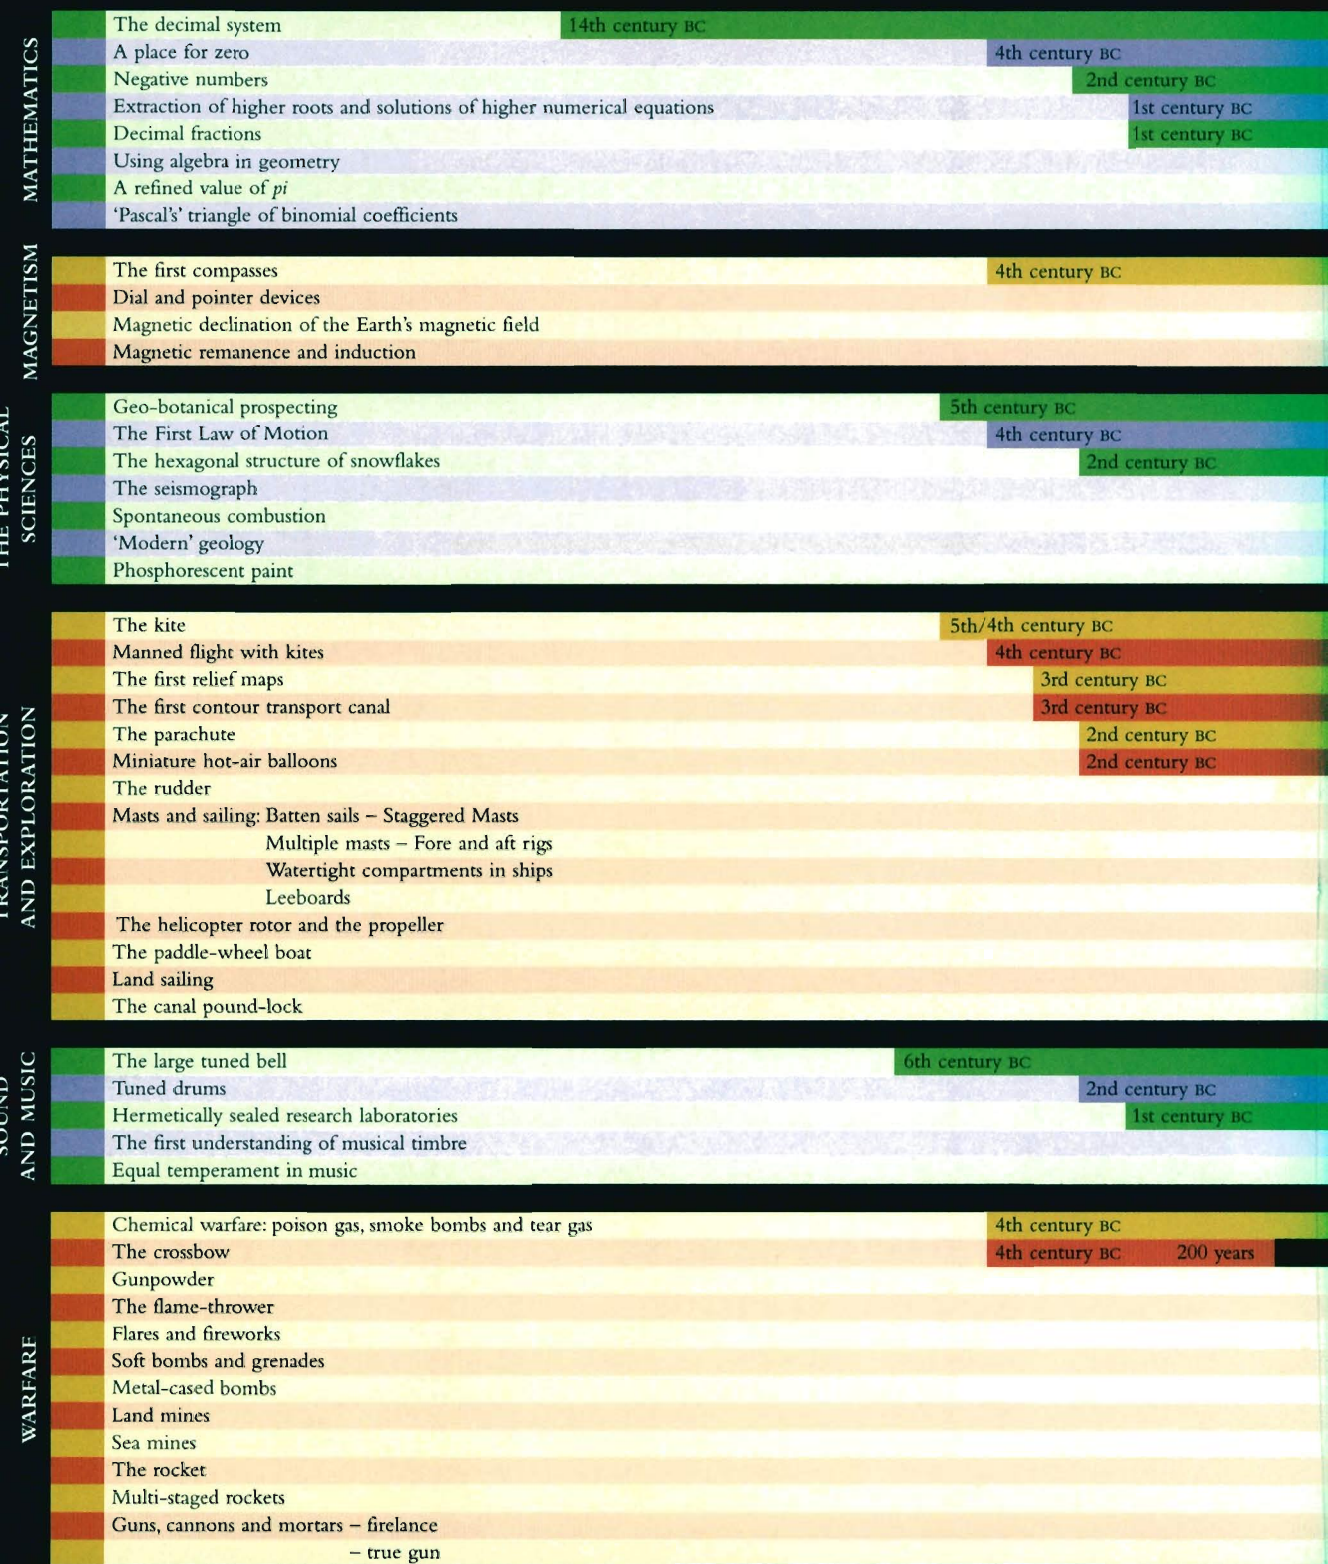 MATHEMATICS
The decimal system 14th century BC
A place for zero 4th century BC
Negative numbers 2nd century BC
Extraction of higher roots and solutions of higher numerical equations 1st century BC
Decimal fractions 1st century BC
Using algebra in geometry
A refined value of pi
‘Pascal’s’ triangle of binomial coefficients
MAGNETISM
The first compasses 4th century BC
Dial and pointer devices
Magnetic declination of the Earth’s magnetic field
Magnetic remanence and induction
THE PHYSICAL
SCIENCES
Geo-botanical prospecting 5th century BC
The First Law of Motion 4th century BC
The hexagonal structure of snowflakes 2nd century BC
The seismograph
Spontaneous combustion
‘Modern’ geology
Phosphorescent paint
TRANSPORTATION
AND EXPLORATION
The kite 5th/4th century BC
Manned flight with kites 4th century BC
The first relief maps 3rd century BC
The first contour transport canal 3rd century BC
The parachute 2nd century BC
Miniature hot-air balloons 2nd century BC
The rudder
Masts and sailing: Batten sails – Staggered Masts
Multiple masts – Fore and aft rigs
Watertight compartments in ships
Leeboards
The helicopter rotor and the propeller
The paddle-wheel boat
Land sailing
The canal pound-lock
SOUND
AND MUSIC
The large tuned bell 6th century BC
Tuned drums 2nd century BC
Hermetically sealed research laboratories 1st century BC
The first understanding of musical timbre
Equal temperament in music
WARFARE
Chemical warfare: poison gas, smoke bombs and tear gas 4th century BC
The crossbow 4th century BC 200 years
Gunpowder
The flame-thrower
Flares and fireworks
Soft bombs and grenades
Metal-cased bombs
Land mines
Sea mines
The rocket
Multi-staged rockets
Guns, cannons and mortars – firelance
– true gun